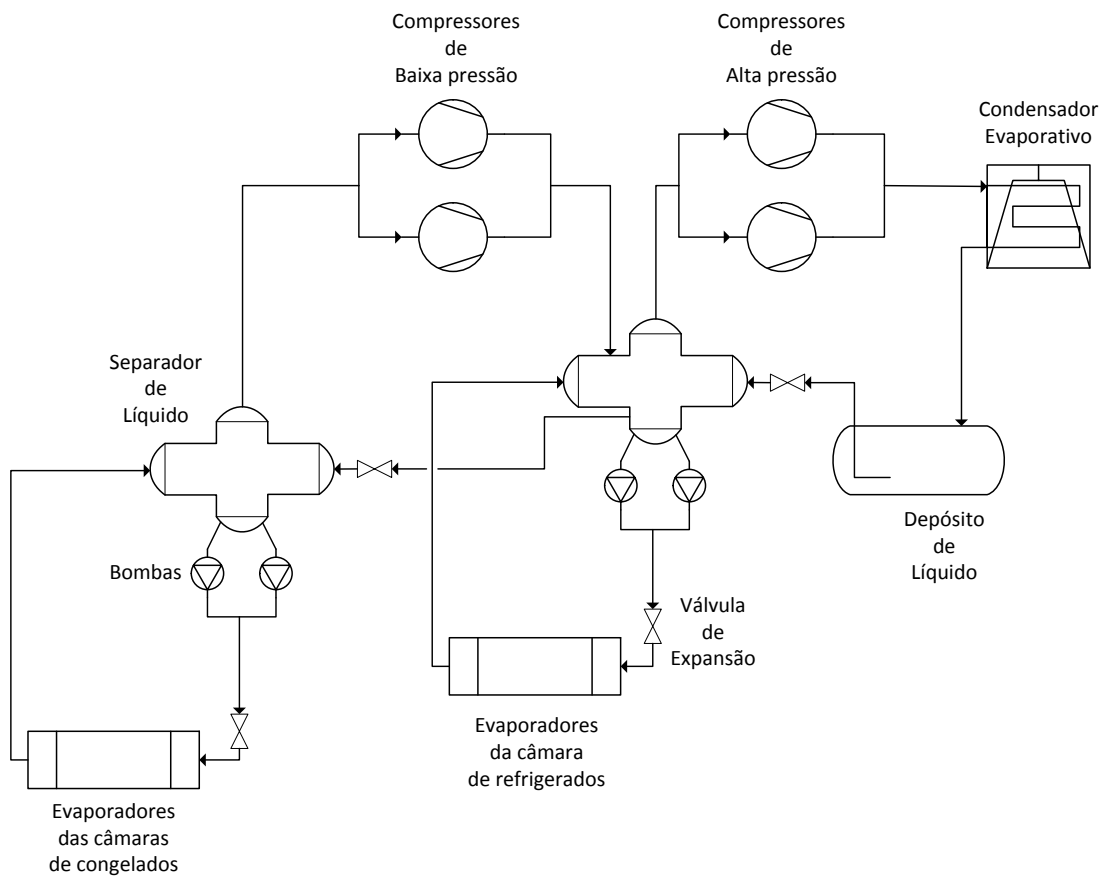 Compressores
de
Baixa pressão
Compressores
de
Alta pressão
Condensador
Evaporativo
Separador
de
Líquido
Depósito
de
Líquido
Bombas
Válvula
de
Expansão
Evaporadores
da câmara
de refrigerados
Evaporadores
das câmaras
de congelados